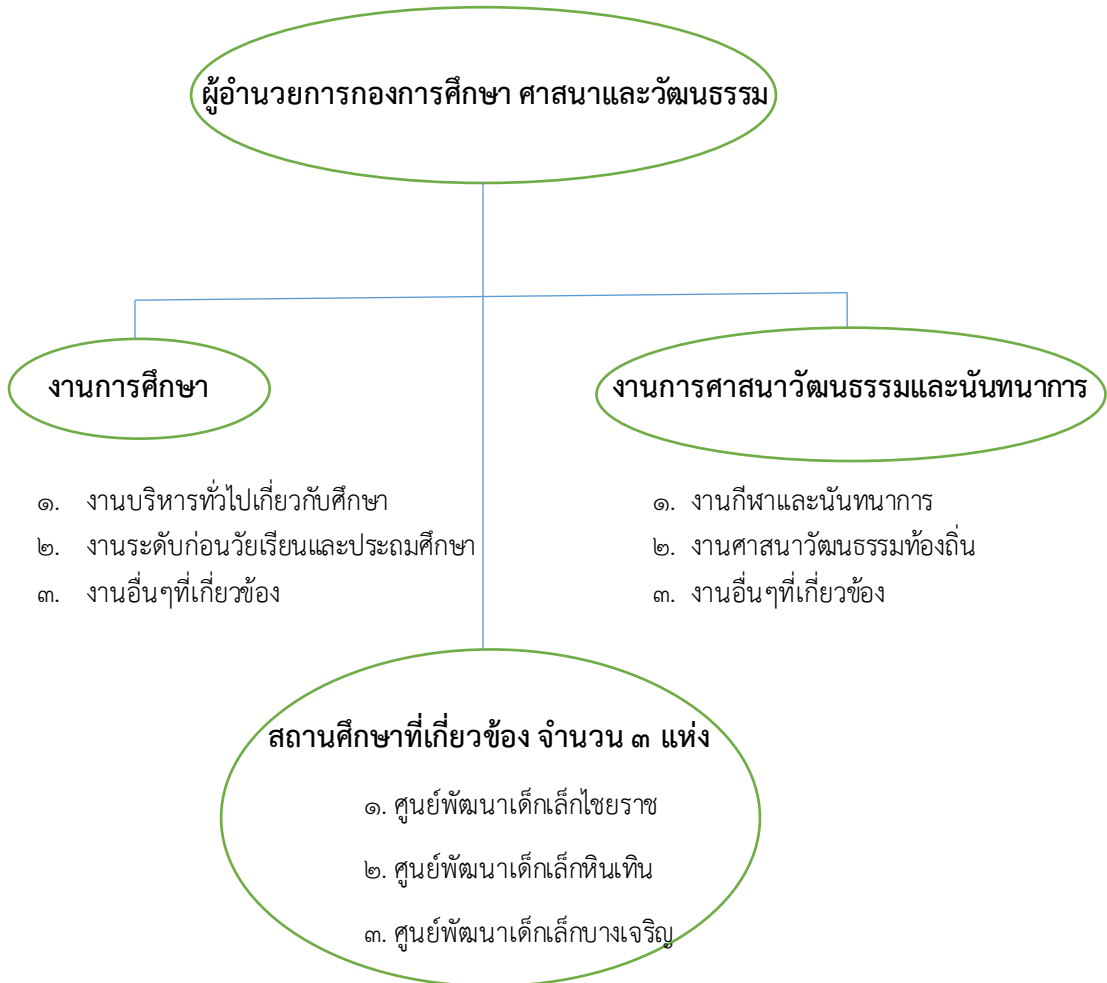 ผู้อำนวยการกองการศึกษา ศาสนาและวัฒนธรรม
งานการศึกษา
๑. งานบริหารทั่วไปเกี่ยวกับศึกษา
๒. งานระดับก่อนวัยเรียนและประถมศึกษา
๓. งานอื่นๆที่เกี่ยวข้อง
งานการศาสนาวัฒนธรรมและนันทนาการ
๑. งานกีฬาและนันทนาการ
๒. งานศาสนาวัฒนธรรมท้องถิ่น
๓. งานอื่นๆที่เกี่ยวข้อง
สถานศึกษาที่เกี่ยวข้อง จำนวน ๓ แห่ง
๑. ศูนย์พัฒนาเด็กเล็กไชยราช
๒. ศูนย์พัฒนาเด็กเล็กหินเทิน
๓. ศูนย์พัฒนาเด็กเล็กบางเจริญ